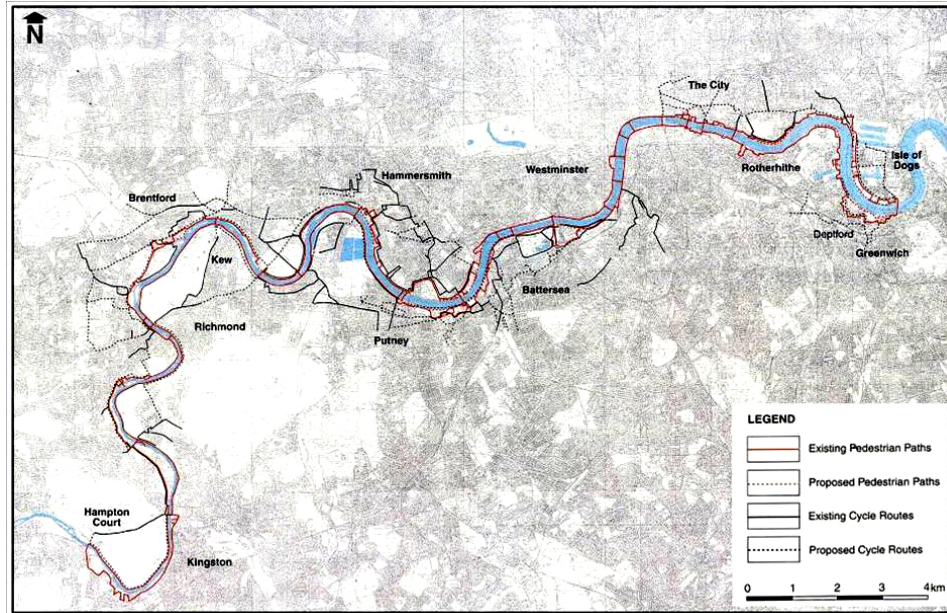 N
The City
Isle of
Dogs
Rotherhithe
Westminster
Hammersmith
Brentford
Deptford
Greenwich
Kew
Battersea
Richmond
Putney
Hampton
Court
Kingston
LEGEND
Existing Pedestrian Paths
Proposed Pedestrian Paths
Existing Cycle Routes
Proposed Cycle Routes
0 1 2 3 4km